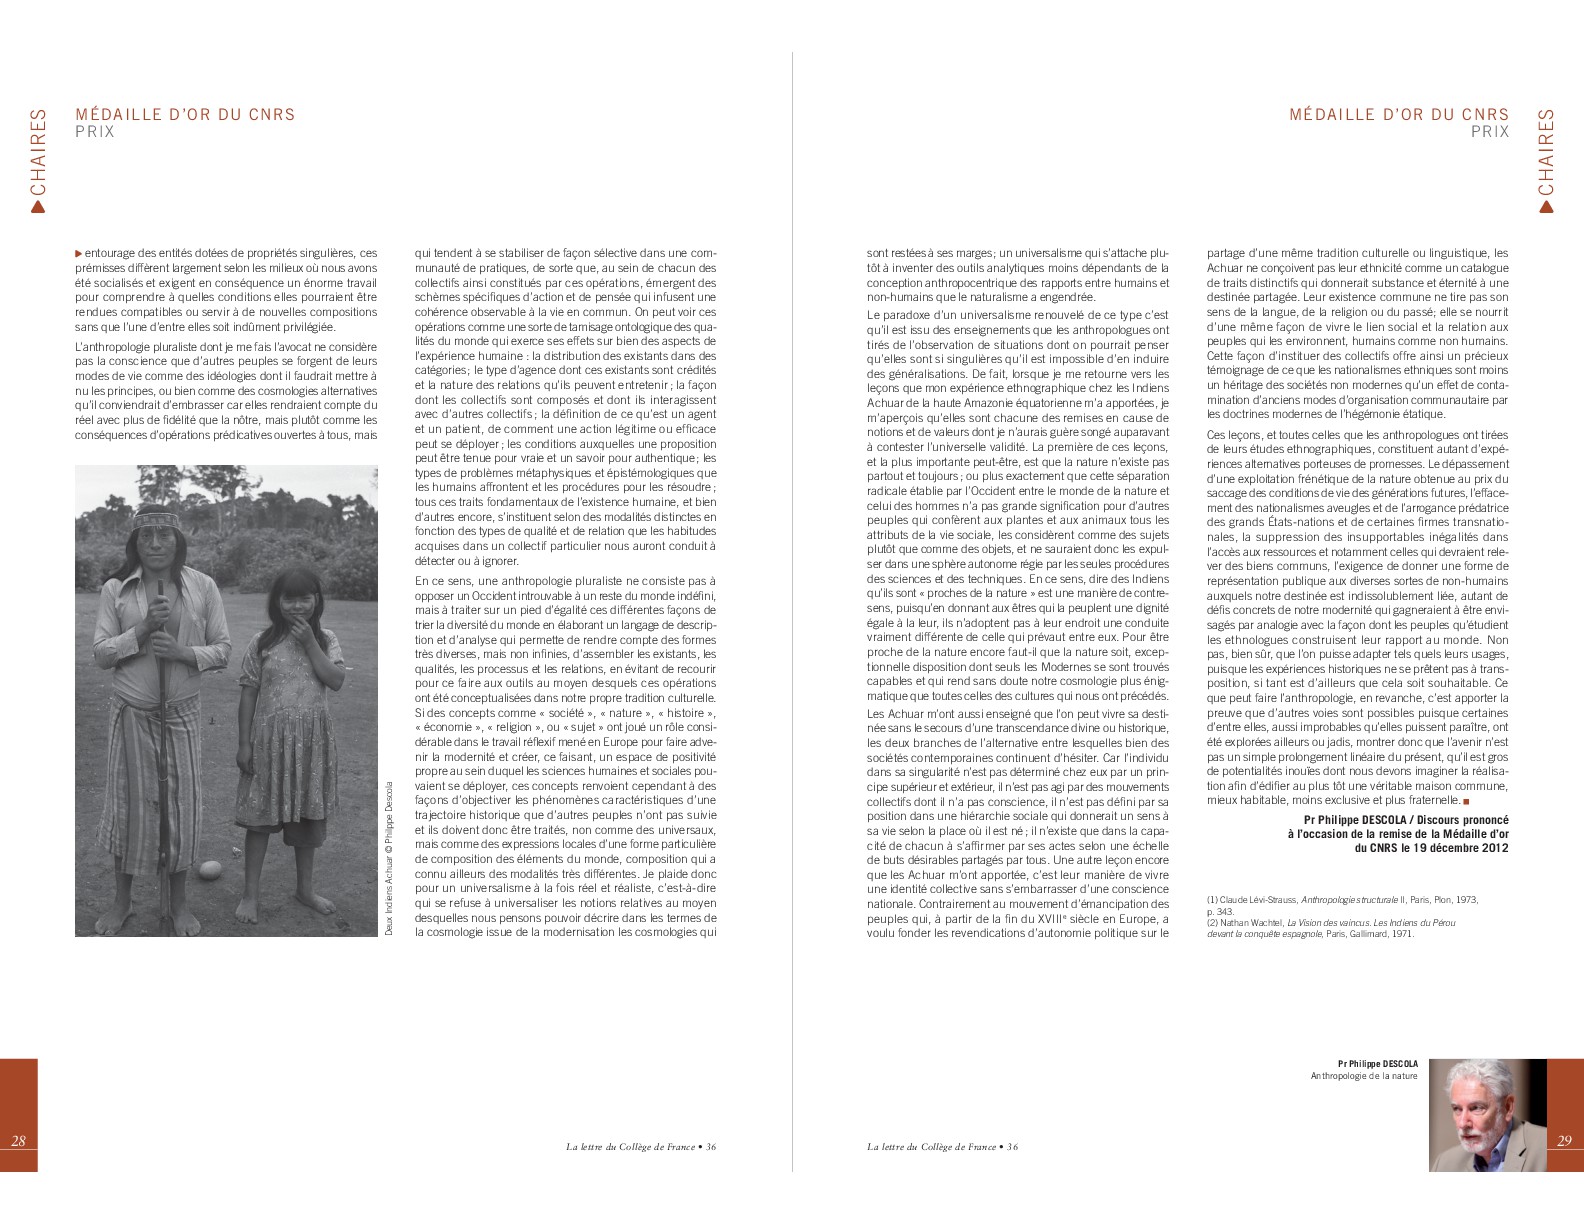 CHAIRES
MÉDAILLE D'OR DU CNRS
PRIX
entourage des entités dotées de propriétés singulières, ces
prémisses diffèrent largement selon les milieux où nous avons
été socialisés et exigent en conséquence un énorme travail
pour comprendre à quelles conditions elles pourraient être
rendues compatibles ou servir à de nouvelles compositions
sans que l'une d'entre elles soit indûment privilégiée.
L'anthropologie pluraliste dont je me fais l'avocat ne considère
pas la conscience que d'autres peuples se forgent de leurs
modes de vie comme des idéologies dont il faudrait mettre à
nu les principes, ou bien comme des cosmologies alternatives
qu'il conviendrait d'embrasser car elles rendraient compte du
réel avec plus de fidélité que la nôtre, mais plutôt comme les
conséquences d'opérations prédicatives ouvertes à tous, mais
Deux Indiens Achuar © Philippe Descola
qui tendent à se stabiliser de façon sélective dans une com-
munauté de pratiques, de sorte que, au sein de chacun des
collectifs ainsi constitués par ces opérations, émergent des
schèmes spécifiques d'action et de pensée qui infusent une
cohérence observable à la vie en commun. On peut voir ces
opérations comme une sorte de tamisage ontologique des qua-
lités du monde qui exerce ses effets sur bien des aspects de
l'expérience humaine : la distribution des existants dans des
catégories ; le type d'agence dont ces existants sont crédités
et la nature des relations qu'ils peuvent entretenir ; la façon
dont les collectifs sont composés et dont ils interagissent
avec d'autres collectifs ; la définition de ce qu'est un agent
et un patient, de comment une action légitime ou efficace
peut se déployer ; les conditions auxquelles une proposition
peut être tenue pour vraie et un savoir pour authentique ; les
types de problèmes métaphysiques et épistémologiques que
les humains affrontent et les procédures pour les résoudre ;
tous ces traits fondamentaux de l'existence humaine, et bien
d'autres encore, s'instituent selon des modalités distinctes en
fonction des types de qualité et de relation que les habitudes
acquises dans un collectif particulier nous auront conduit à
détecter ou à ignorer.
En ce sens, une anthropologie pluraliste ne consiste pas à
opposer un Occident introuvable à un reste du monde indéfini,
mais à traiter sur un pied d'égalité ces différentes façons de
trier la diversité du monde en élaborant un langage de descrip-
tion et d'analyse qui permette de rendre compte des formes
très diverses, mais non infinies, d'assembler les existants, les
qualités, les processus et les relations, en évitant de recourir
pour ce faire aux outils au moyen desquels ces opérations
ont été conceptualisées dans notre propre tradition culturelle.
Si des concepts comme « société », « nature », « histoire »,
« économie », « religion », ou « sujet » ont joué un rôle consi-
dérable dans le travail réflexif mené en Europe pour faire adve-
nir la modernité et créer, ce faisant, un espace de positivité
propre au sein duquel les sciences humaines et sociales pou-
vaient se déployer, ces concepts renvoient cependant à des
façons d'objectiver les phénomènes caractéristiques d'une
trajectoire historique que d'autres peuples n'ont pas suivie
et ils doivent donc être traités, non comme des universaux,
mais comme des expressions locales d'une forme particulière
de composition des éléments du monde, composition qui a
connu ailleurs des modalités très différentes. Je plaide donc
pour un universalisme à la fois réel et réaliste, c'est-à-dire
qui se refuse à universaliser les notions relatives au moyen
desquelles nous pensons pouvoir décrire dans les termes de
la cosmologie issue de la modernisation les cosmologies qui
28
La lettre du Collège de France • 36
MÉDAILLE D'OR DU CNRS
PRIX
CHAIRES
sont restées à ses marges ; un universalisme qui s'attache plu-
tôt à inventer des outils analytiques moins dépendants de la
conception anthropocentrique des rapports entre humains et
non-humains que le naturalisme a engendrée.
Le paradoxe d'un universalisme renouvelé de ce type c'est
qu'il est issu des enseignements que les anthropologues ont
tirés de l'observation de situations dont on pourrait penser
qu'elles sont si singulières qu'il est impossible d'en induire
des généralisations. De fait, lorsque je me retourne vers les
leçons que mon expérience ethnographique chez les Indiens
Achuar de la haute Amazonie équatorienne m'a apportées, je
m'aperçois qu'elles sont chacune des remises en cause de
notions et de valeurs dont je n'aurais guère songé auparavant
à contester l'universelle validité. La première de ces leçons,
et la plus importante peut-être, est que la nature n'existe pas
partout et toujours ; ou plus exactement que cette séparation
radicale établie par l'Occident entre le monde de la nature et
celui des hommes n'a pas grande signification pour d'autres
peuples qui confèrent aux plantes et aux animaux tous les
attributs de la vie sociale, les considèrent comme des sujets
plutôt que comme des objets, et ne sauraient donc les expul-
ser dans une sphère autonome régie par les seules procédures
des sciences et des techniques. En ce sens, dire des Indiens
qu'ils sont « proches de la nature » est une manière de contre-
sens, puisqu'en donnant aux êtres qui la peuplent une dignité
égale à la leur, ils n'adoptent pas à leur endroit une conduite
vraiment différente de celle qui prévaut entre eux. Pour être
proche de la nature encore faut-il que la nature soit, excep-
tionnelle disposition dont seuls les Modernes se sont trouvés
capables et qui rend sans doute notre cosmologie plus énig-
matique que toutes celles des cultures qui nous ont précédés.
Les Achuar m'ont aussi enseigné que l'on peut vivre sa desti-
née sans le secours d'une transcendance divine ou historique,
les deux branches de l'alternative entre lesquelles bien des
sociétés contemporaines continuent d'hésiter. Car l'individu
dans sa singularité n'est pas déterminé chez eux par un prin-
cipe supérieur et extérieur, il n'est pas agi par des mouvements
collectifs dont il n'a pas conscience, il n'est pas défini par sa
position dans une hiérarchie sociale qui donnerait un sens à
sa vie selon la place où il est né ; il n'existe que dans la capa-
cité de chacun à s'affirmer par ses actes selon une échelle
de buts désirables partagés par tous. Une autre leçon encore
que les Achuar m'ont apportée, c'est leur manière de vivre
une identité collective sans s'embarrasser d'une conscience
nationale. Contrairement au mouvement d'émancipation des
peuples qui, à partir de la fin du XVIIIe siècle en Europe, a
voulu fonder les revendications d'autonomie politique sur le
partage d'une même tradition culturelle ou linguistique, les
Achuar ne conçoivent pas leur ethnicité comme un catalogue
de traits distinctifs qui donnerait substance et éternité à une
destinée partagée. Leur existence commune ne tire pas son
sens de la langue, de la religion ou du passé; elle se nourrit
d'une même façon de vivre le lien social et la relation aux
peuples qui les environnent, humains comme non humains.
Cette façon d'instituer des collectifs offre ainsi un précieux
témoignage de ce que les nationalismes ethniques sont moins
un héritage des sociétés non modernes qu'un effet de conta-
mination d'anciens modes d'organisation communautaire par
les doctrines modernes de l'hégémonie étatique.
Ces leçons, et toutes celles que les anthropologues ont tirées
de leurs études ethnographiques, constituent autant d'expé-
riences alternatives porteuses de promesses. Le dépassement
d'une exploitation frénétique de la nature obtenue au prix du
saccage des conditions de vie des générations futures, l'efface-
ment des nationalismes aveugles et de l'arrogance prédatrice
des grands États-nations et de certaines firmes transnatio-
nales, la suppression des insupportables inégalités dans
l'accès aux ressources et notamment celles qui devraient rele-
ver des biens communs, l'exigence de donner une forme de
représentation publique aux diverses sortes de non-humains
auxquels notre destinée est indissolublement liée, autant de
défis concrets de notre modernité qui gagneraient à être envi-
sagés par analogie avec la façon dont les peuples qu'étudient
les ethnologues construisent leur rapport au monde. Non
pas, bien sûr, que l'on puisse adapter tels quels leurs usages,
puisque les expériences historiques ne se prêtent pas à trans-
position, si tant est d'ailleurs que cela soit souhaitable. Ce
que peut faire l'anthropologie, en revanche, c'est apporter la
preuve que d'autres voies sont possibles puisque certaines
d'entre elles, aussi improbables qu'elles puissent paraître, ont
été explorées ailleurs ou jadis, montrer donc que l'avenir n'est
pas un simple prolongement linéaire du présent, qu'il est gros
de potentialités inouïes dont nous devons imaginer la réalisa-
tion afin d'édifier au plus tôt une véritable maison commune,
mieux habitable, moins exclusive et plus fraternelle.
Pr Philippe DESCOLA / Discours prononcé
à l'occasion de la remise de la Médaille d'or
du CNRS le 19 décembre 2012
(1) Claude Lévi-Strauss, Anthropologie structurale II, Paris, Plon, 1973,
p. 343.
(2) Nathan Wachtel, La Vision des vaincus. Les Indiens du Pérou
devant la conquête espagnole, Paris, Gallimard, 1971.
Pr Philippe DESCOLA
Anthropologie de la nature
La lettre du Collège de France • 36
29